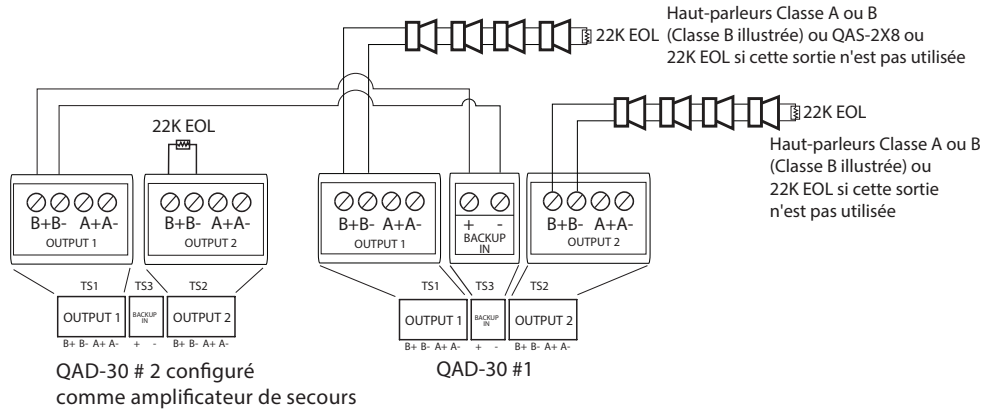 Haut-parleurs Classe A ou B
22K EOL (Classe B illustrée) ou QAS-2X8 ou
22K EOL si cette sortie n'est pas utilisée
22K EOL
22K EOL
Haut-parleurs Classe A ou B
(Classe B illustrée) ou
22K EOL si cette sortie
n'est pas utilisée
B+B- A+A-
OUTPUT 1
B+B- A+A-
OUTPUT 2
B+B- A+A-
OUTPUT 1
+ -
BACKUP
IN
B+B- A+A-
OUTPUT 2
TS1 TS3 TS2
OUTPUT 1
BACKUP
IN
OUTPUT 2
B+ B- A+ A- + - B+ B- A+ A-
TS1 TS3 TS2
OUTPUT 1
BACKUP
IN
OUTPUT 2
B+ B- A+ A- + - B+ B- A+ A-
QAD-30 # 2 configuré
comme amplificateur de secours
QAD-30 #1